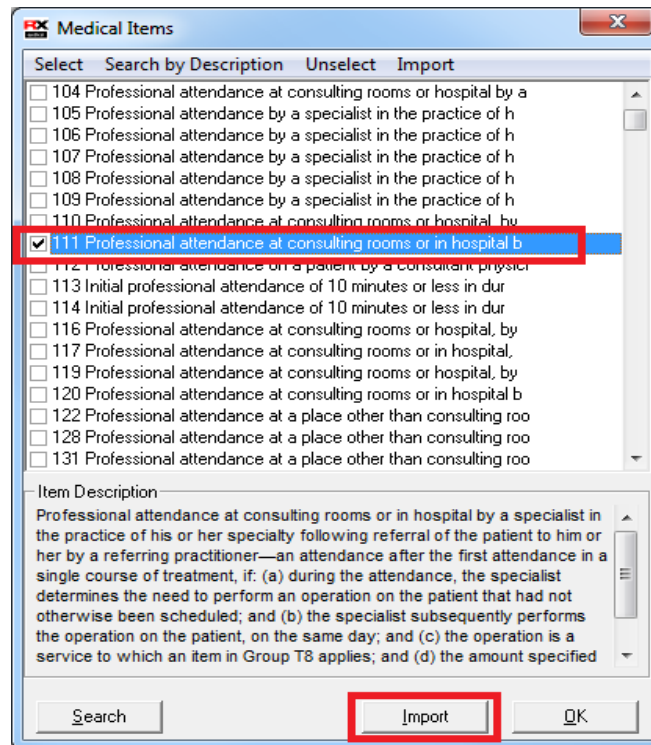 RX Medical Items
Select Search by Description Unselect Import
104 Professional attendance at consulting rooms or hospital by a
105 Professional attendance by a specialist in the practice of h
106 Professional attendance by a specialist in the practice of h
107 Professional attendance by a specialist in the practice of h
108 Professional attendance by a specialist in the practice of h
109 Professional attendance by a specialist in the practice of h
110 Professional attendance at consulting rooms or hospital, by
111 Professional attendance at consulting rooms or in hospital b
112 Professional attendance on a patient by a consultant physici
113 Initial professional attendance of 10 minutes or less in dur
114 Initial professional attendance of 10 minutes or less in dur
116 Professional attendance at consulting rooms or hospital, by
117 Professional attendance at consulting rooms or in hospital,
119 Professional attendance at consulting rooms or hospital, by
120 Professional attendance at consulting rooms or in hospital b
122 Professional attendance at a place other than consulting roo
128 Professional attendance at a place other than consulting roo
131 Professional attendance at a place other than consulting roo
Item Description
Professional attendance at consulting rooms or in hospital by a specialist in
the practice of his or her specialty following referral of the patient to him or
her by a referring practitioner—an attendance after the first attendance in a
single course of treatment, if: (a) during the attendance, the specialist
determines the need to perform an operation on the patient that had not
otherwise been scheduled; and (b) the specialist subsequently performs
the operation on the patient, on the same day; and (c) the operation is a
service to which an item in Group T8 applies; and (d) the amount specified
Search Import OK